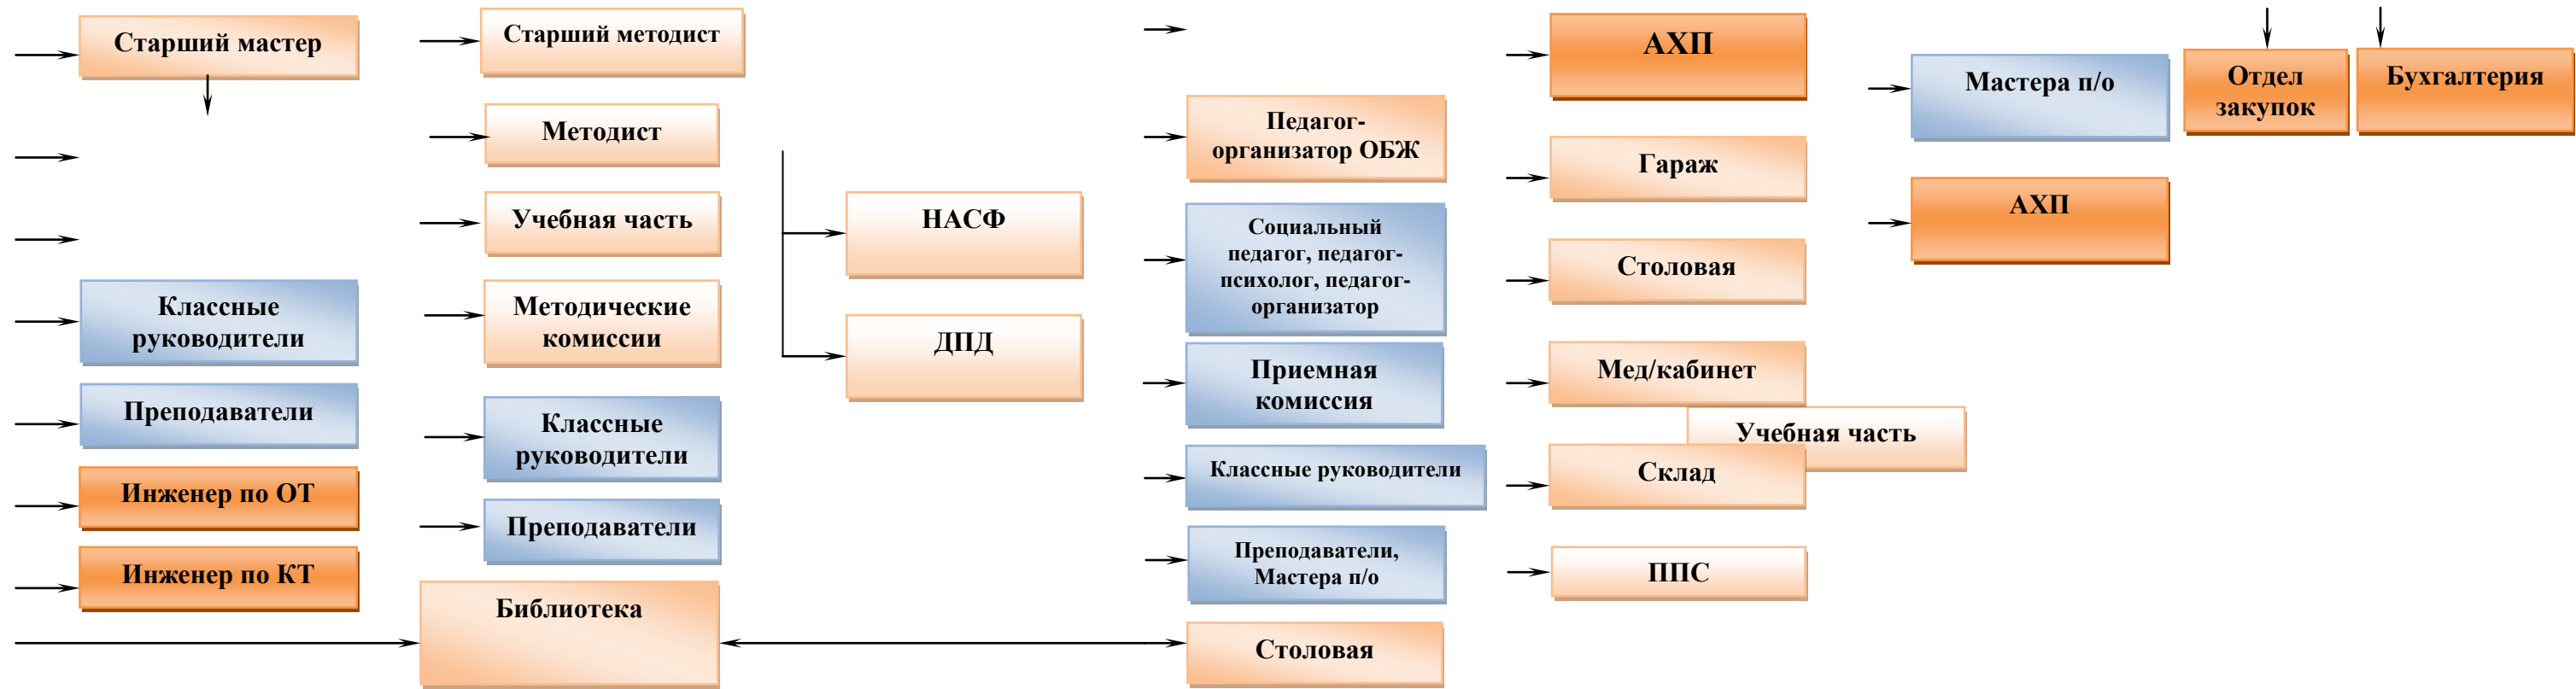 Старший мастер
Классные
руководители
Преподаватели
Инженер по ОТ
Инженер по КТ
Старший методист
Методист
Учебная часть
Методические
комиссии
Классные
руководители
Преподаватели
Библиотека
НАСФ
ДПД
Педагог-
организатор ОБЖ
Социальный
педагог, педагог-
психолог, педагог-
организатор
Приемная
комиссия
Классные руководители
Преподаватели,
Мастера п/о
Столовая
АХП
Гараж
Столовая
Мед/кабинет
Учебная часть
Склад
ППС
Мастера п/о
АХП
Отдел
закупок
Бухгалтерия